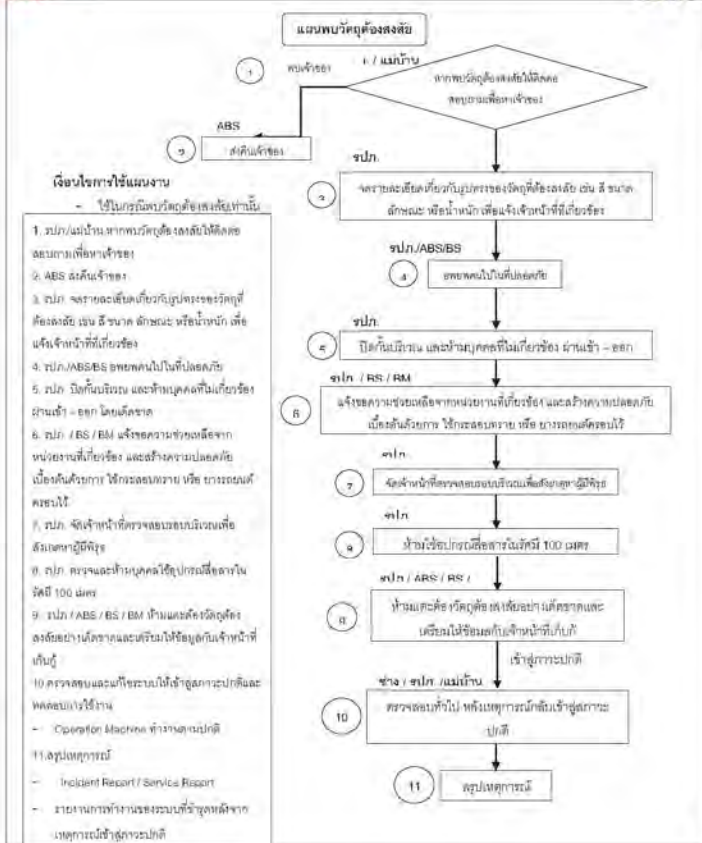 แผนพบวัตถุต้องสงสัย
/ แม่บ้าน
1
พบเจ้าของ
หากพบวัตถุต้องสงสัยให้ติดต่อ
สอบถามเพื่อหาเจ้าของ
ABS
ส่งคืนเจ้าของ
รปภ.
3
จดรายละเอียดเกี่ยวกับรูปทรงของวัตถุที่ต้องสงสัย เช่น สี ขนาด
ลักษณะ หรือน้ำหนัก เพื่อแจ้งเจ้าหน้าที่ที่เกี่ยวข้อง
รปภ./ABS/BS
4
อพยพคนไปในที่ปลอดภัย
รปภ.
5
ปิดกั้นบริเวณ และห้ามบุคคลที่ไม่เกี่ยวข้อง ผ่านเข้า – ออก
รปภ. / BS / BM
6
แจ้งขอความช่วยเหลือจากหน่วยงานที่เกี่ยวข้อง และสร้างความปลอดภัย
เบื้องต้นด้วยการ ใช้กระสอบทราย หรือ ยางรถยนต์ครอบไว้
รปภ
7
จัดเจ้าหน้าที่ตรวจสอบรอบบริเวณเพื่อสังเกตหาผู้มีพิรุธ
รปภ
ห้ามใช้อุปกรณ์สื่อสารในรัศมี 100 เมตร
รปภ / ABS / BS /
ห้ามแตะต้องวัตถุต้องสงสัยอย่างเด็ดขาดและ
เตรียมให้ข้อมูลกับเจ้าหน้าที่เก็บกู้
เข้าสู่ภาวะปกติ
ช่าง / รปภ. /แม่บ้าน
10
ตรวจสอบทั่วไป หลังเหตุการณ์กลับเข้าสู่ภาวะ
ปกติ
11
สรุปเหตุการณ์
เงื่อนไขการใช้แผนงาน
- ใช้ในกรณีพบวัตถุต้องสงสัยเท่านั้น
1. รปภ/แม่บ้าน หากพบวัตถุต้องสงสัยให้ติดต่อ
สอบถามเพื่อหาเจ้าของ
2. ABS ส่งคืนเจ้าของ
3. รปภ. จดรายละเอียดเกี่ยวกับรูปทรงของวัตถุที่
ต้องสงสัย เช่น สี ขนาด ลักษณะ หรือน้ำหนัก เพื่อ
แจ้งเจ้าหน้าที่ที่เกี่ยวข้อง
4. รปภ./ABS/BS อพยพคนไปในที่ปลอดภัย
5. รปภ. ปิดกั้นบริเวณ และห้ามบุคคลที่ไม่เกี่ยวข้อง
ผ่านเข้า – ออก โดยเด็ดขาด
6. รปภ. / BS / BM แจ้งขอความช่วยเหลือจาก
หน่วยงานที่เกี่ยวข้อง และสร้างความปลอดภัย
เบื้องต้นด้วยการ ใช้กระสอบทราย หรือ ยางรถยนต์
ครอบไว้
7. รปภ. จัดเจ้าหน้าที่ตรวจสอบรอบบริเวณเพื่อ
สังเกตหาผู้มีพิรุธ
8. รปภ. ตรวจและห้ามบุคคลใช้อุปกรณ์สื่อสารใน
รัศมี 100 เมตร
9. รปภ / ABS / BS / BM ห้ามแตะต้องวัตถุต้อง
สงสัยอย่างเด็ดขาดและเตรียมให้ข้อมูลกับเจ้าหน้าที่
เก็บกู้
10.ตรวจสอบและแก้ไขระบบให้เข้าสู่ภาวะปกติและ
ทดสอบการใช้งาน
- Operation Machine ทำงานตามปกติ
11.สรุปเหตุการณ์
- Incident Report / Service Report
- รายงานการทำงานของระบบที่ชำรุดหลังจาก
เหตุการณ์เข้าสู่ภาวะปกติ